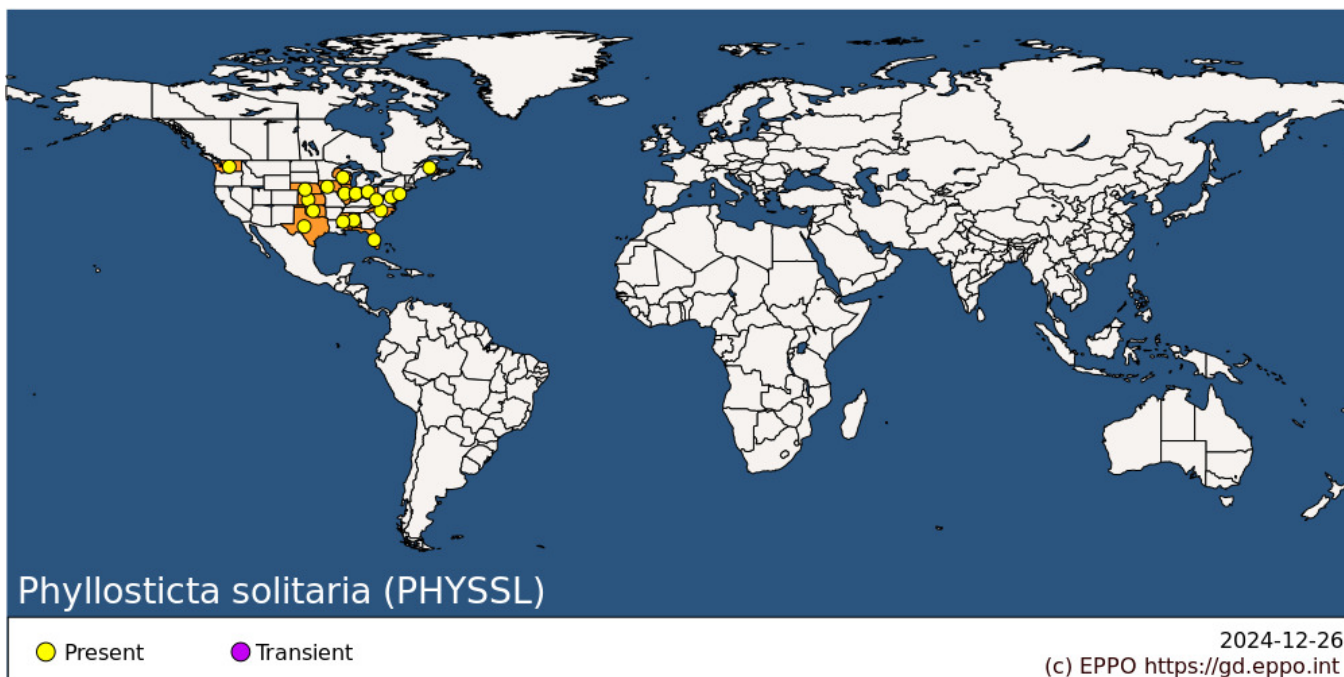 Phyllosticta solitaria (PHYSSL)
Present
Transient
2024-12-26
(c) EPPO https://gd.eppo.int